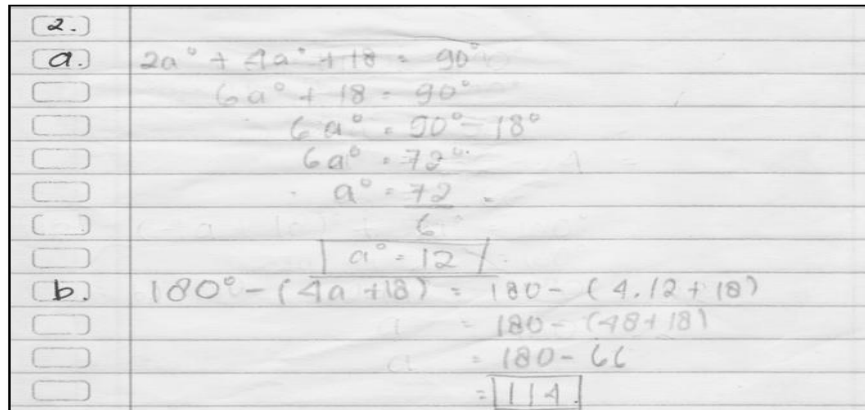 2.
a. 2a° + 4a° + 18 = 90°
6a° + 18 = 90°
6a° = 90° - 18°
6a° = 72°
a° = 72
6
a° = 12
b. 180° - (4a + 18) = 180 - (4.12 + 18)
= 180 - (48 + 18)
= 180 - 66
= 114.